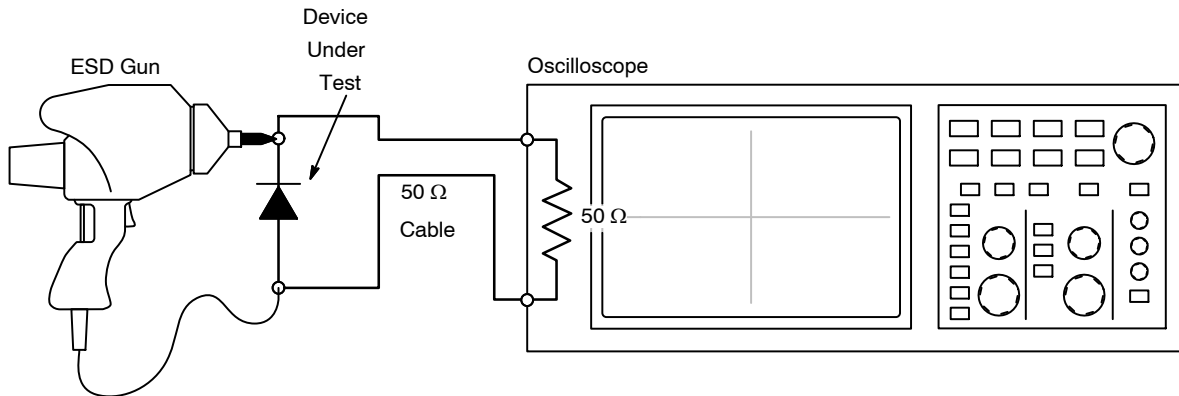 Device
Under
Test
ESD Gun
Oscilloscope
50 Ω
Cable
50 Ω